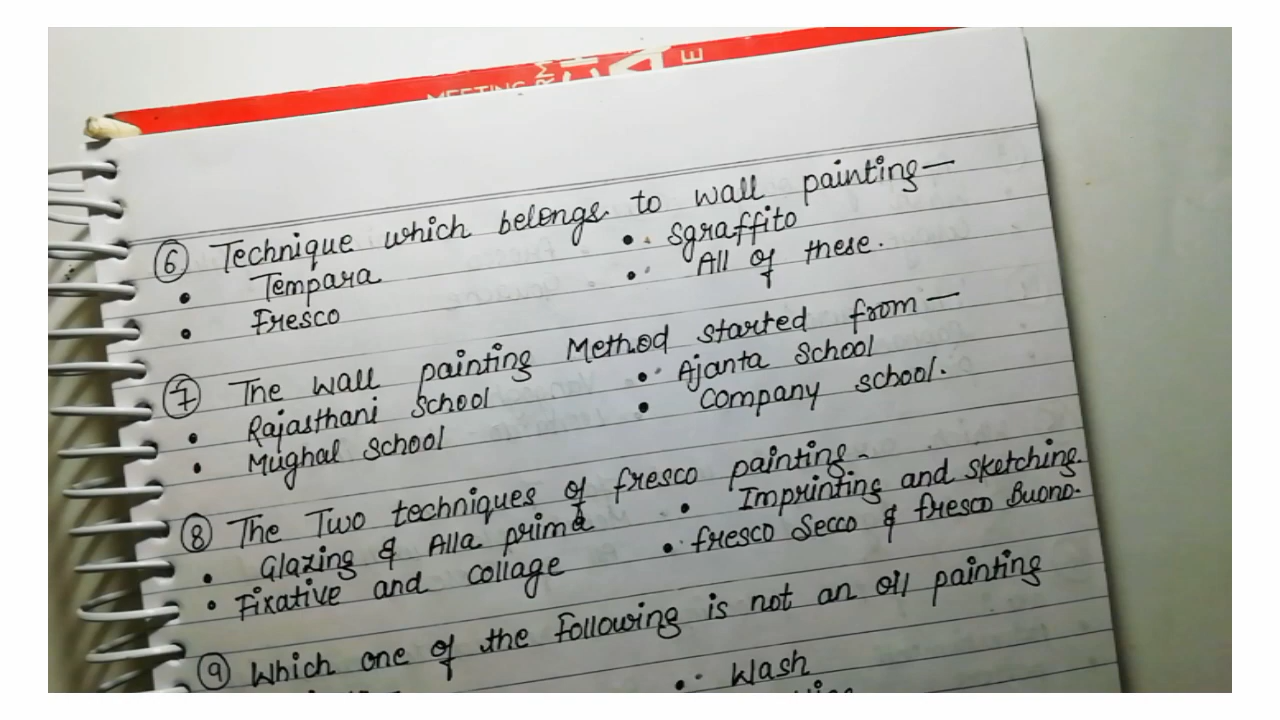 MEETING
⑥ Technique which belongs to wall painting—
• Tempara • Sgraffito
• Fresco • All of these.
⑦ The wall painting Method started from—
• Rajasthani School • Ajanta School
• Mughal School • Company school.
⑧ The Two techniques of fresco painting-
• Glazing & Alla prima • Imprinting and sketching.
• Fixative and collage • fresco Secco & fresco Buono.
⑨ Which one of the following is not an oil painting
• Wash